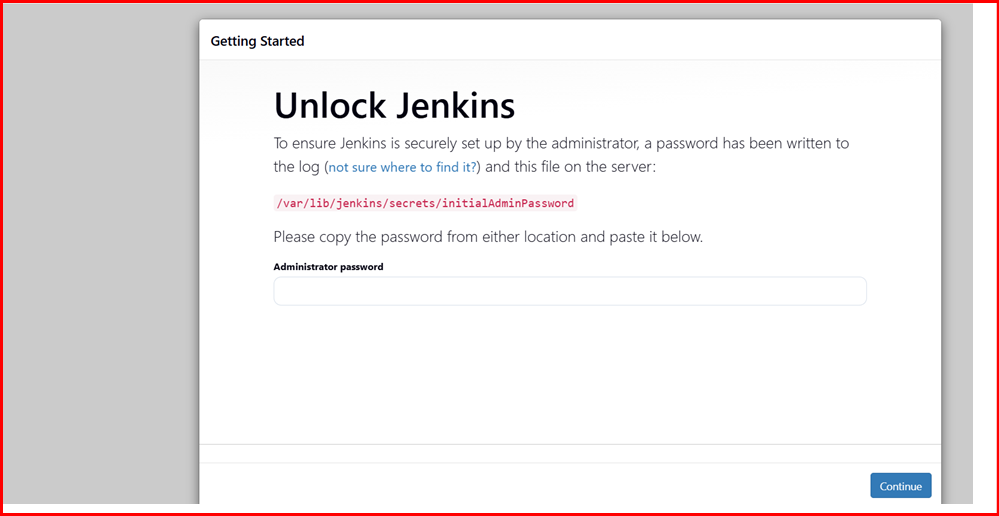 Getting Started
Unlock Jenkins
To ensure Jenkins is securely set up by the administrator, a password has been written to
the log (not sure where to find it?) and this file on the server:
/var/lib/jenkins/secrets/initialAdminPassword
Please copy the password from either location and paste it below.
Administrator password
Continue